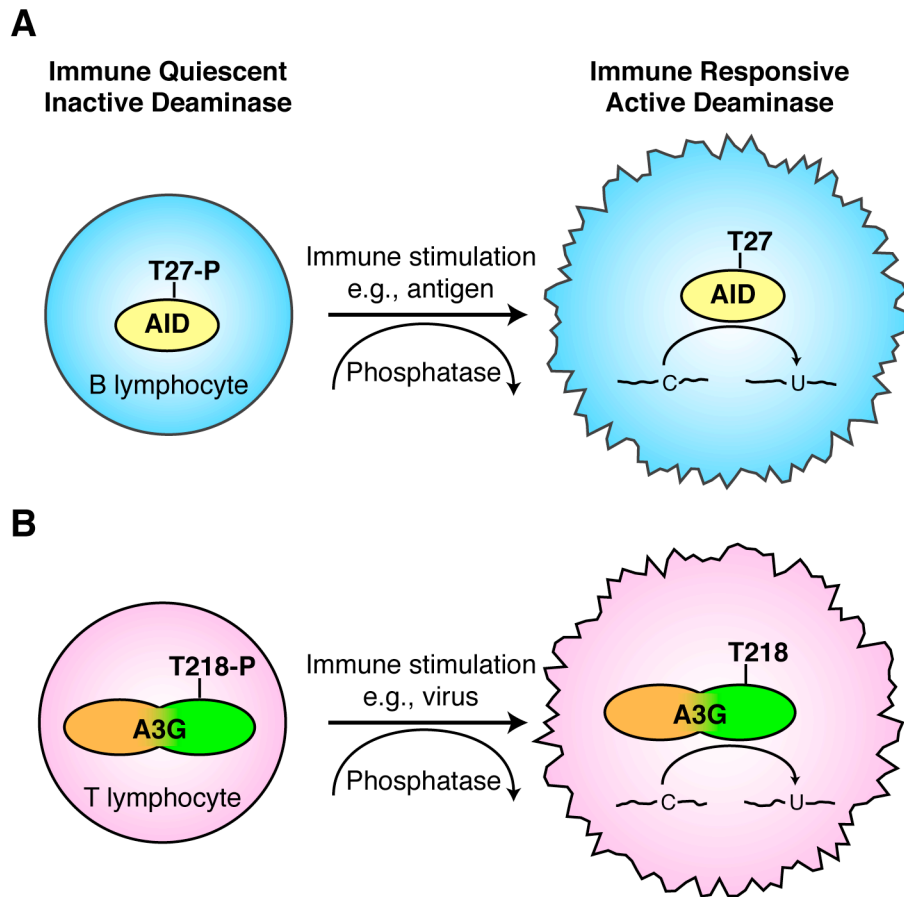 A
Immune Quiescent
Inactive Deaminase
Immune Responsive
Active Deaminase
T27-P
AID
B lymphocyte
Immune stimulation
e.g., antigen
Phosphatase
T27
AID
C
U
B
T218-P
A3G
T lymphocyte
Immune stimulation
e.g., virus
Phosphatase
T218
A3G
C
U